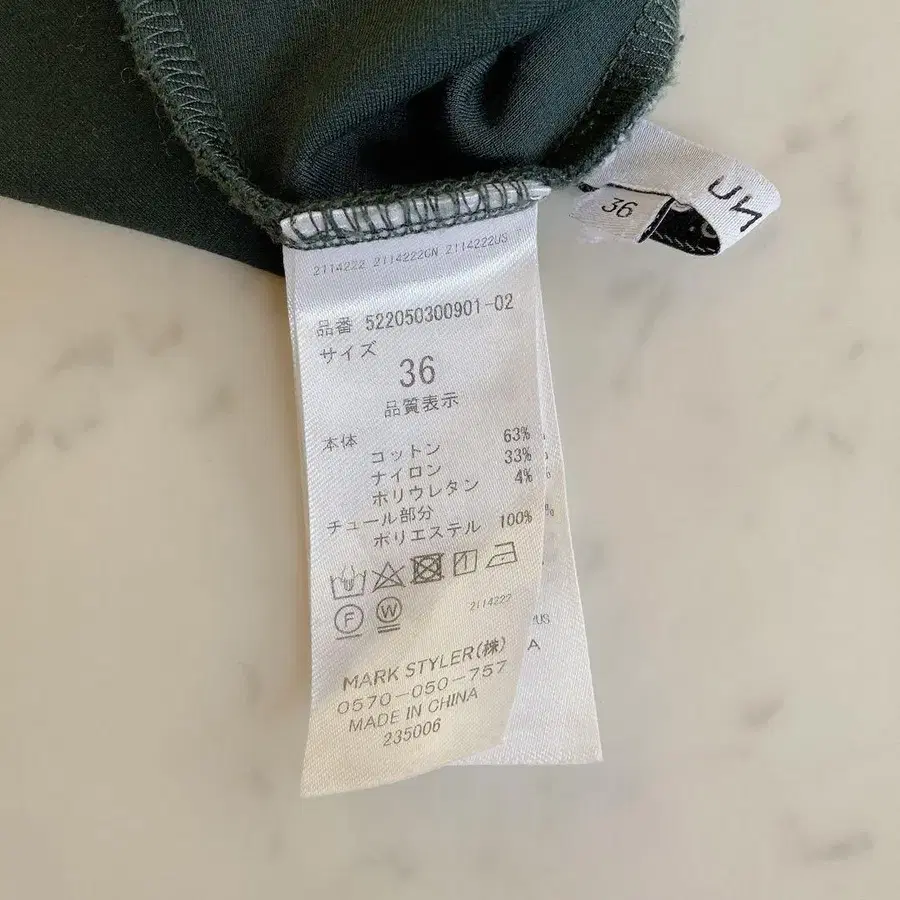 2114222 2114222CN 2114222US
品番 522050300901-02
サイズ
36
品質表示
本体
コットン 63%
ナイロン 33%
ポリウレタン 4%
チュール部分
ポリエステル 100%
F W
2114222
MARK STYLER(株)
0570-050-757
MADE IN CHINA
235006
36
UN
US
A